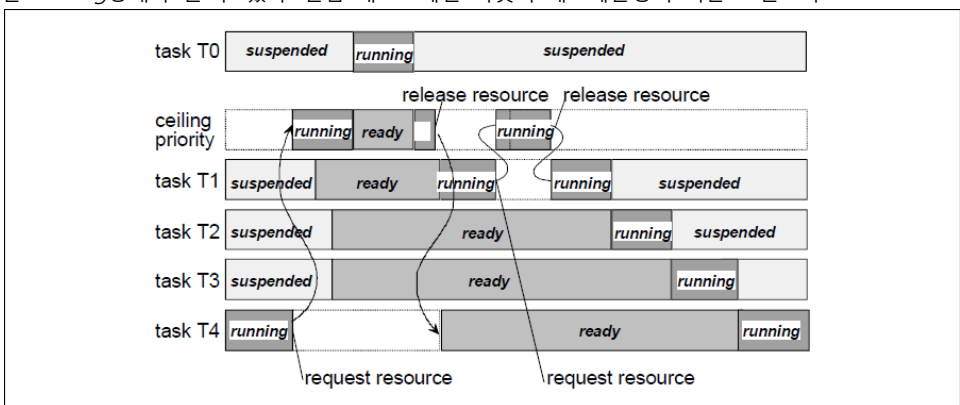 task T0 suspended running suspended
release resource release resource
ceiling priority running ready running
task T1 suspended ready running running suspended
task T2 suspended ready running suspended
task T3 suspended ready running
task T4 running ready running
request resource request resource